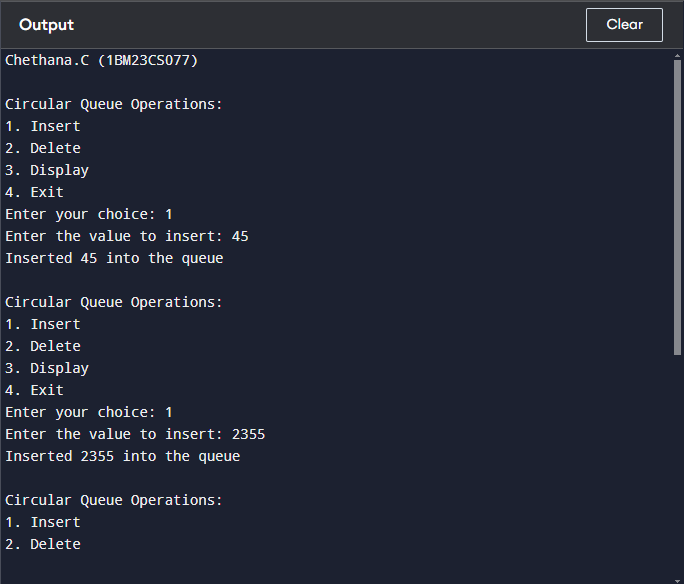 Output
Clear
Chethana.C (1BM23CS077)
Circular Queue Operations:
1. Insert
2. Delete
3. Display
4. Exit
Enter your choice: 1
Enter the value to insert: 45
Inserted 45 into the queue
Circular Queue Operations:
1. Insert
2. Delete
3. Display
4. Exit
Enter your choice: 1
Enter the value to insert: 2355
Inserted 2355 into the queue
Circular Queue Operations:
1. Insert
2. Delete